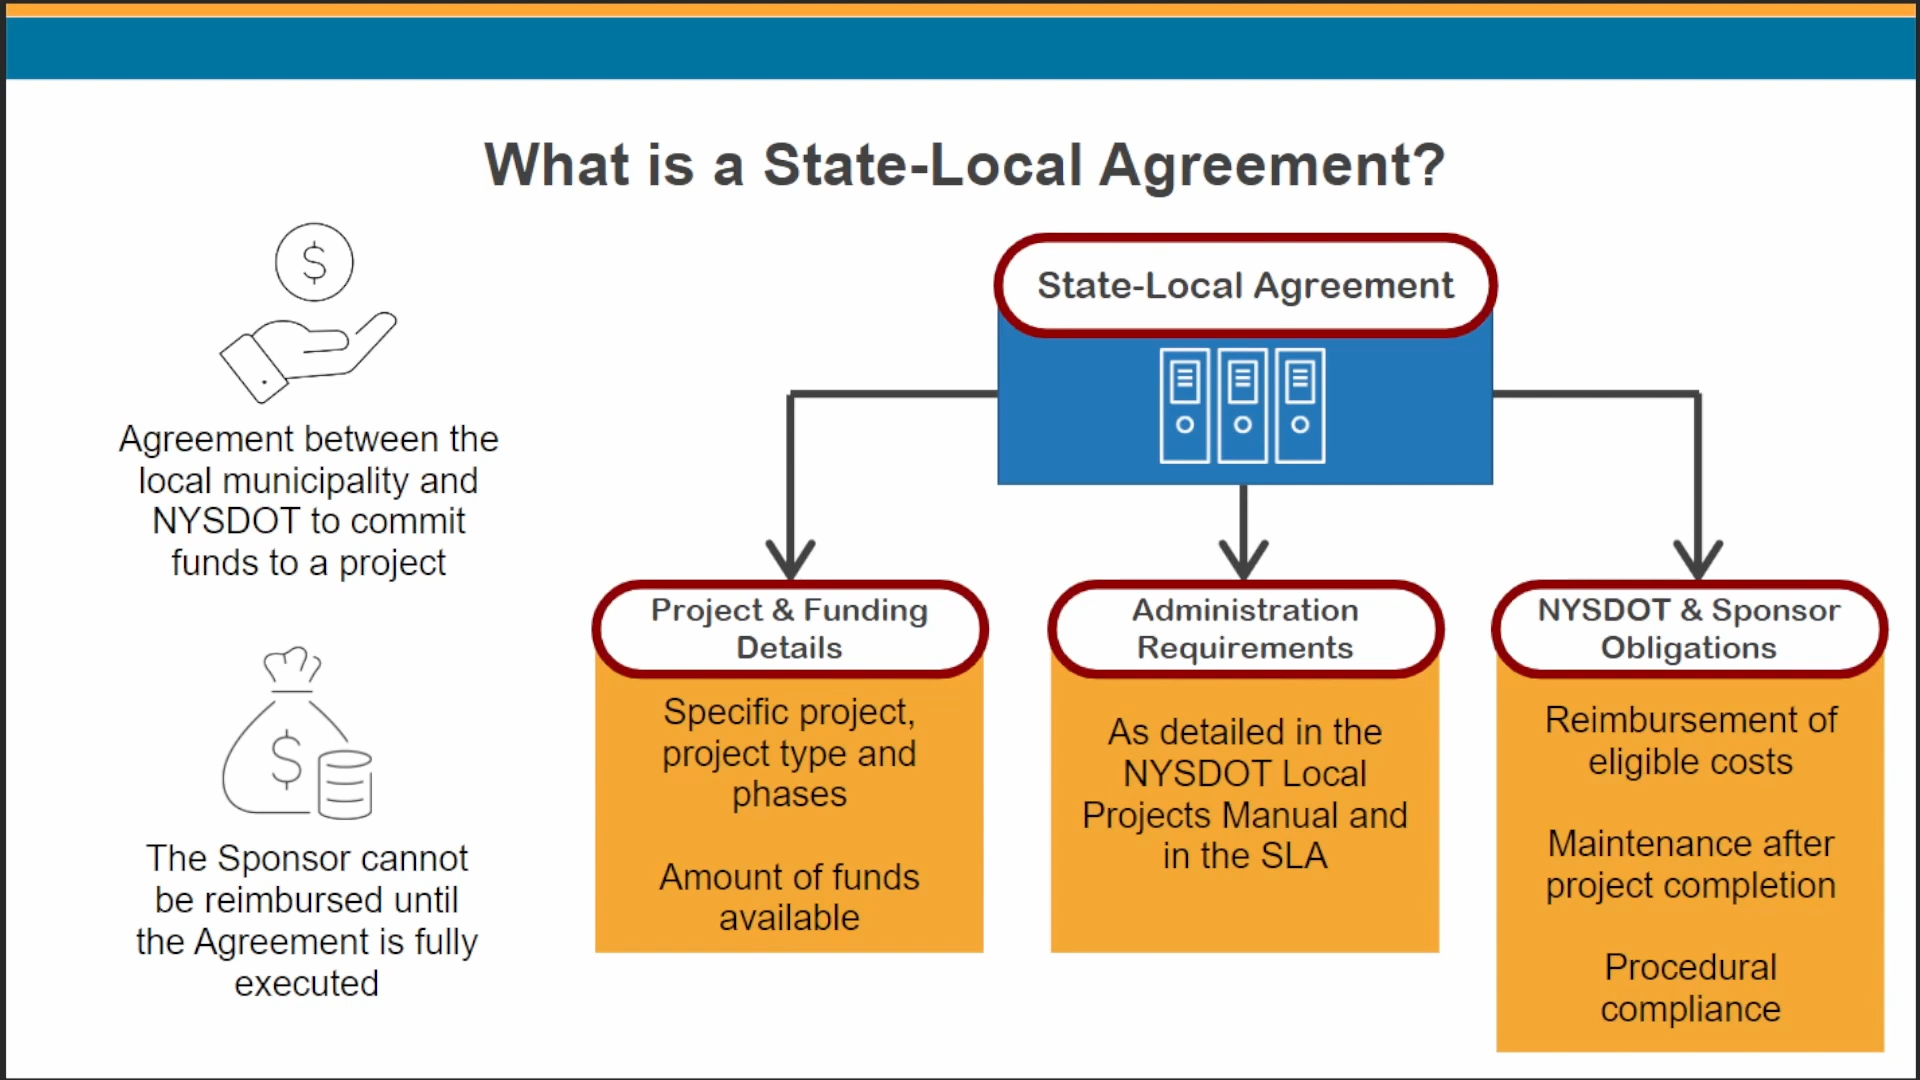 What is a State-Local Agreement?
$
Agreement between the
local municipality and
NYSDOT to commit
funds to a project
$
The Sponsor cannot
be reimbursed until
the Agreement is fully
executed
State-Local Agreement
Project & Funding
Details
Specific project,
project type and
phases
Amount of funds
available
Administration
Requirements
As detailed in the
NYSDOT Local
Projects Manual and
in the SLA
NYSDOT & Sponsor
Obligations
Reimbursement of
eligible costs
Maintenance after
project completion
Procedural
compliance